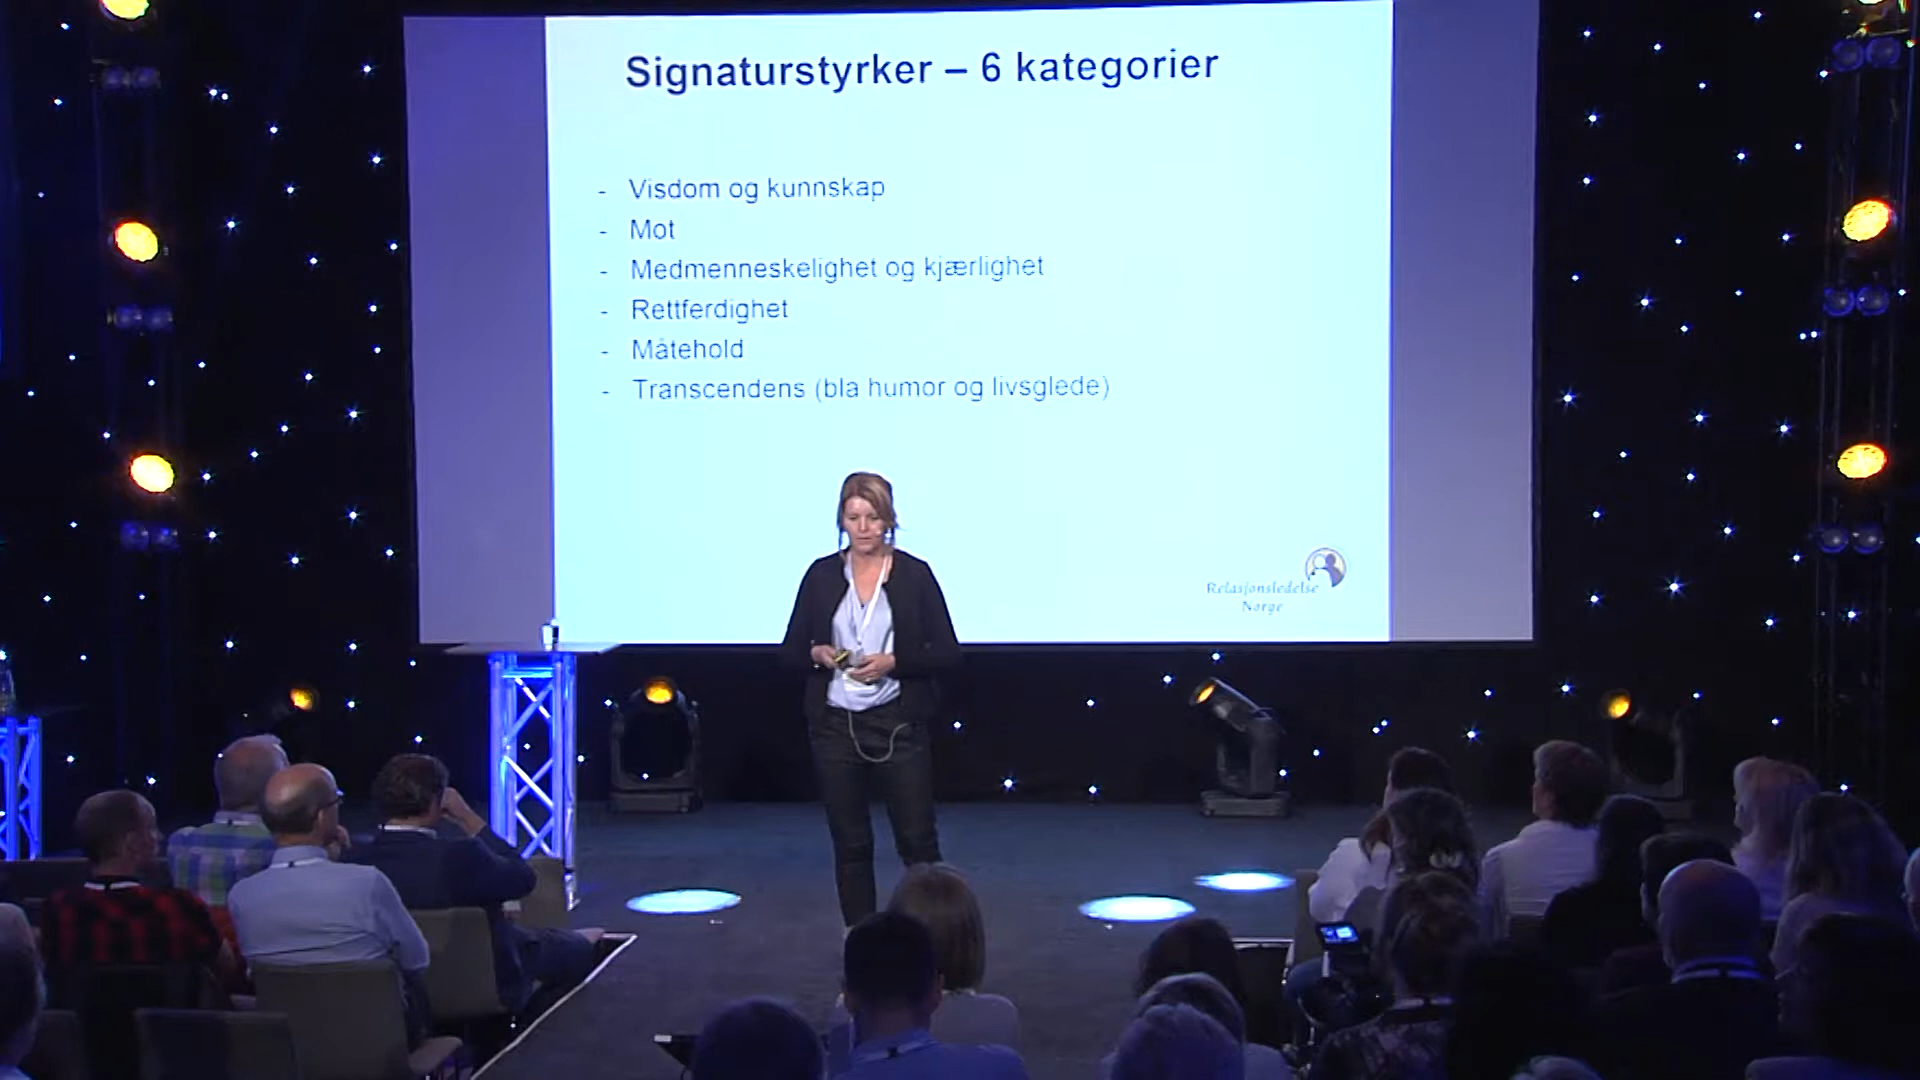 Signaturstyrker – 6 kategorier
- Visdom og kunnskap
- Mot
- Medmenneskelighet og kjærlighet
- Rettferdighet
- Måtehold
- Transcendens (bla humor og livsglede)
Relasjonsledelse
Norge